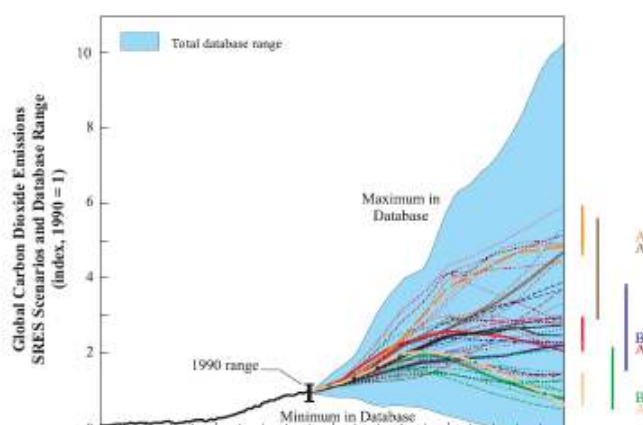 10
Total database range
8
Global Carbon Dioxide Emissions
SRES Scenarios and Database Range
(index, 1990 = 1)
Maximum in
Database
6
A
A
4
B
A
2
1990 range
B
Minimum in Database